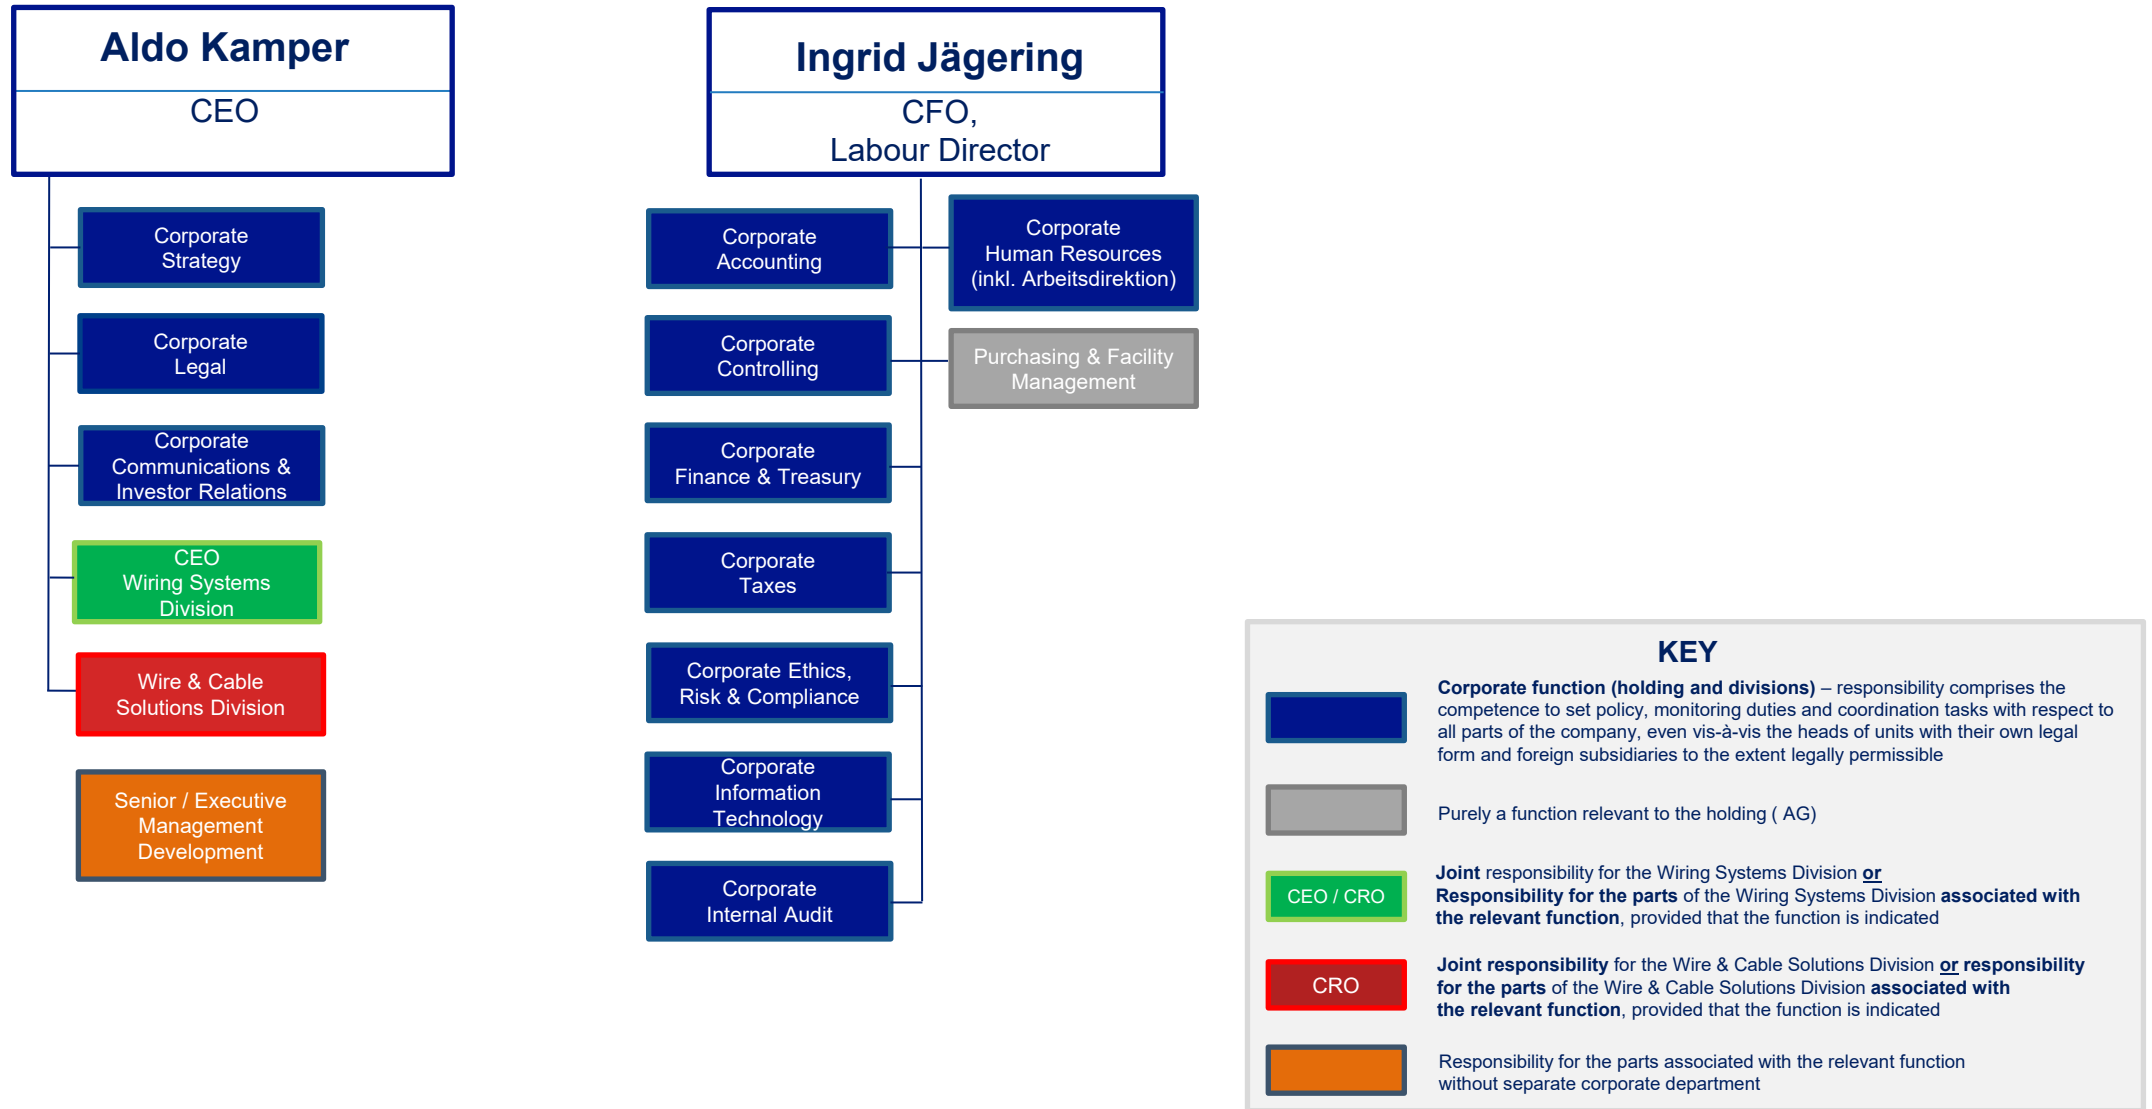 Aldo Kamper
CEO
Corporate
Strategy
Corporate
Legal
Corporate
Communications &
Investor Relations
CEO
Wiring Systems
Division
Wire & Cable
Solutions Division
Senior / Executive
Management
Development
Ingrid Jägering
CFO,
Labour Director
Corporate
Accounting
Corporate
Controlling
Corporate
Finance & Treasury
Corporate
Taxes
Corporate Ethics,
Risk & Compliance
Corporate
Information
Technology
Corporate
Internal Audit
Corporate
Human Resources
(inkl. Arbeitsdirektion)
Purchasing & Facility
Management
KEY
Corporate function (holding and divisions) – responsibility comprises the
competence to set policy, monitoring duties and coordination tasks with respect to
all parts of the company, even vis-à-vis the heads of units with their own legal
form and foreign subsidiaries to the extent legally permissible
Purely a function relevant to the holding ( AG)
CEO / CRO
Joint responsibility for the Wiring Systems Division or
Responsibility for the parts of the Wiring Systems Division associated with
the relevant function, provided that the function is indicated
CRO
Joint responsibility for the Wire & Cable Solutions Division or responsibility
for the parts of the Wire & Cable Solutions Division associated with
the relevant function, provided that the function is indicated
Responsibility for the parts associated with the relevant function
without separate corporate department